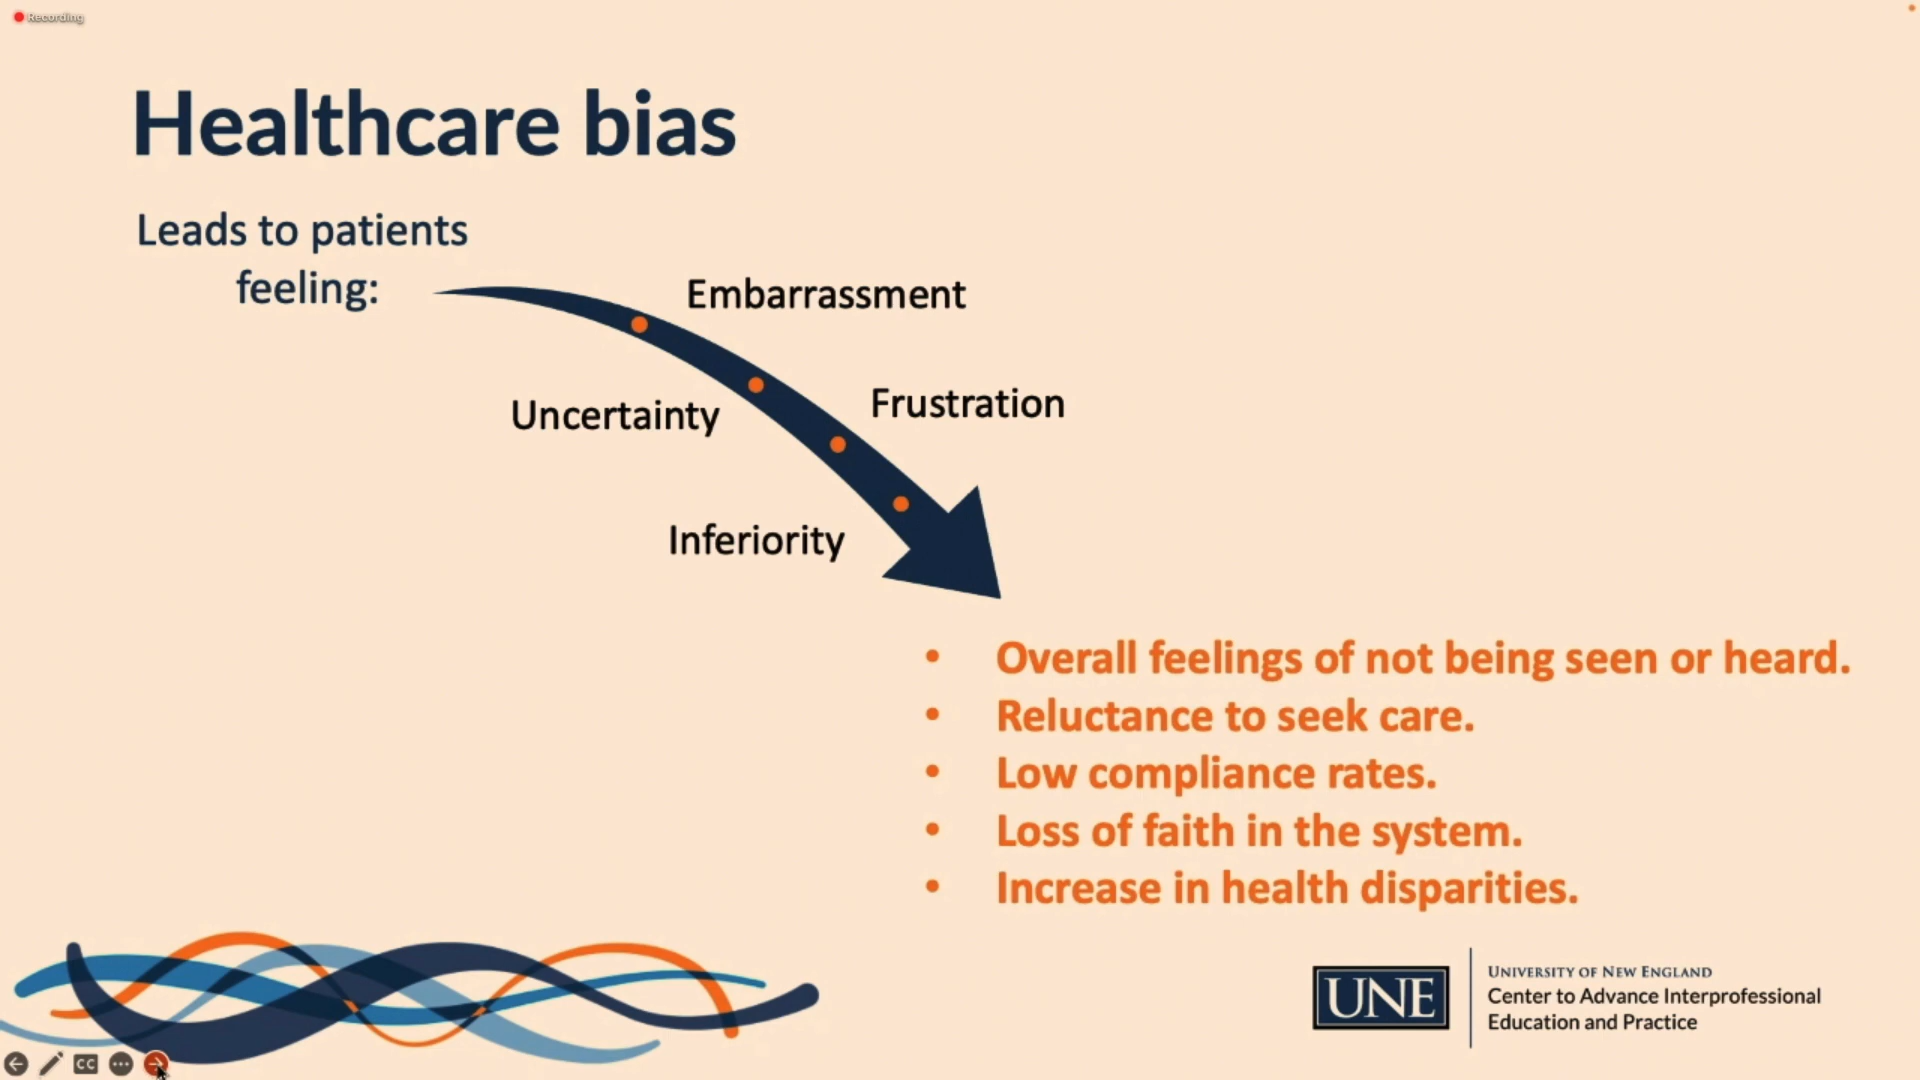 Recording
Healthcare bias
Leads to patients
feeling:
Embarrassment
Uncertainty
Frustration
Inferiority
• Overall feelings of not being seen or heard.
• Reluctance to seek care.
• Low compliance rates.
• Loss of faith in the system.
• Increase in health disparities.
UNE
UNIVERSITY OF NEW ENGLAND
Center to Advance Interprofessional
Education and Practice
CC